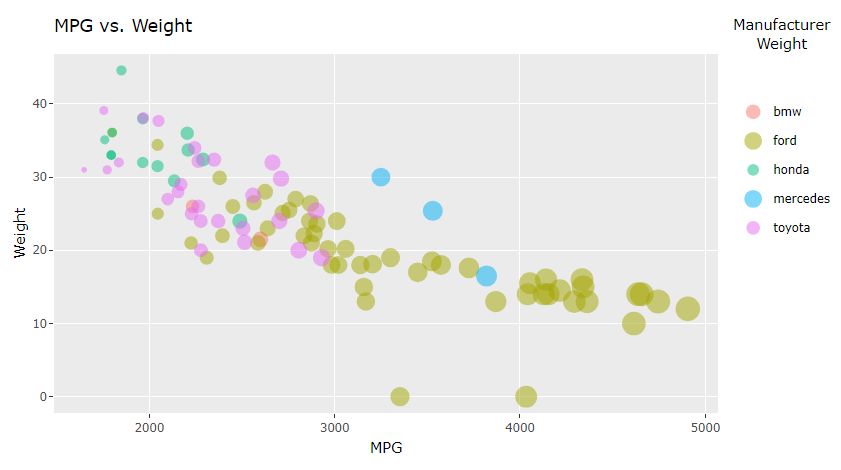 MPG vs. Weight
Manufacturer
Weight
bmw
ford
honda
mercedes
toyota
40
30
20
10
0
Weight
2000
3000
4000
5000
MPG